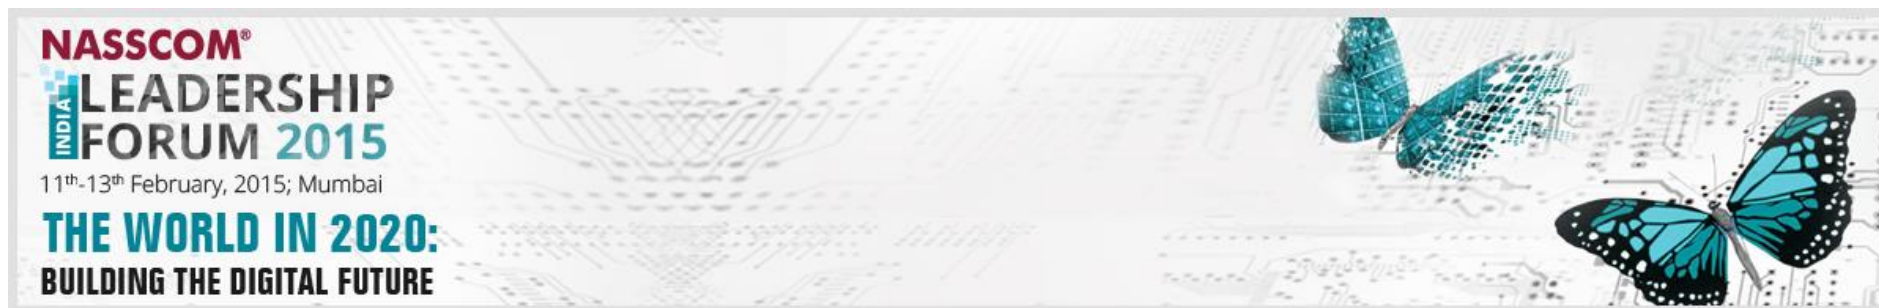 NASSCOM®
INDIA LEADERSHIP
FORUM 2015
11th-13th February, 2015; Mumbai
THE WORLD IN 2020:
BUILDING THE DIGITAL FUTURE